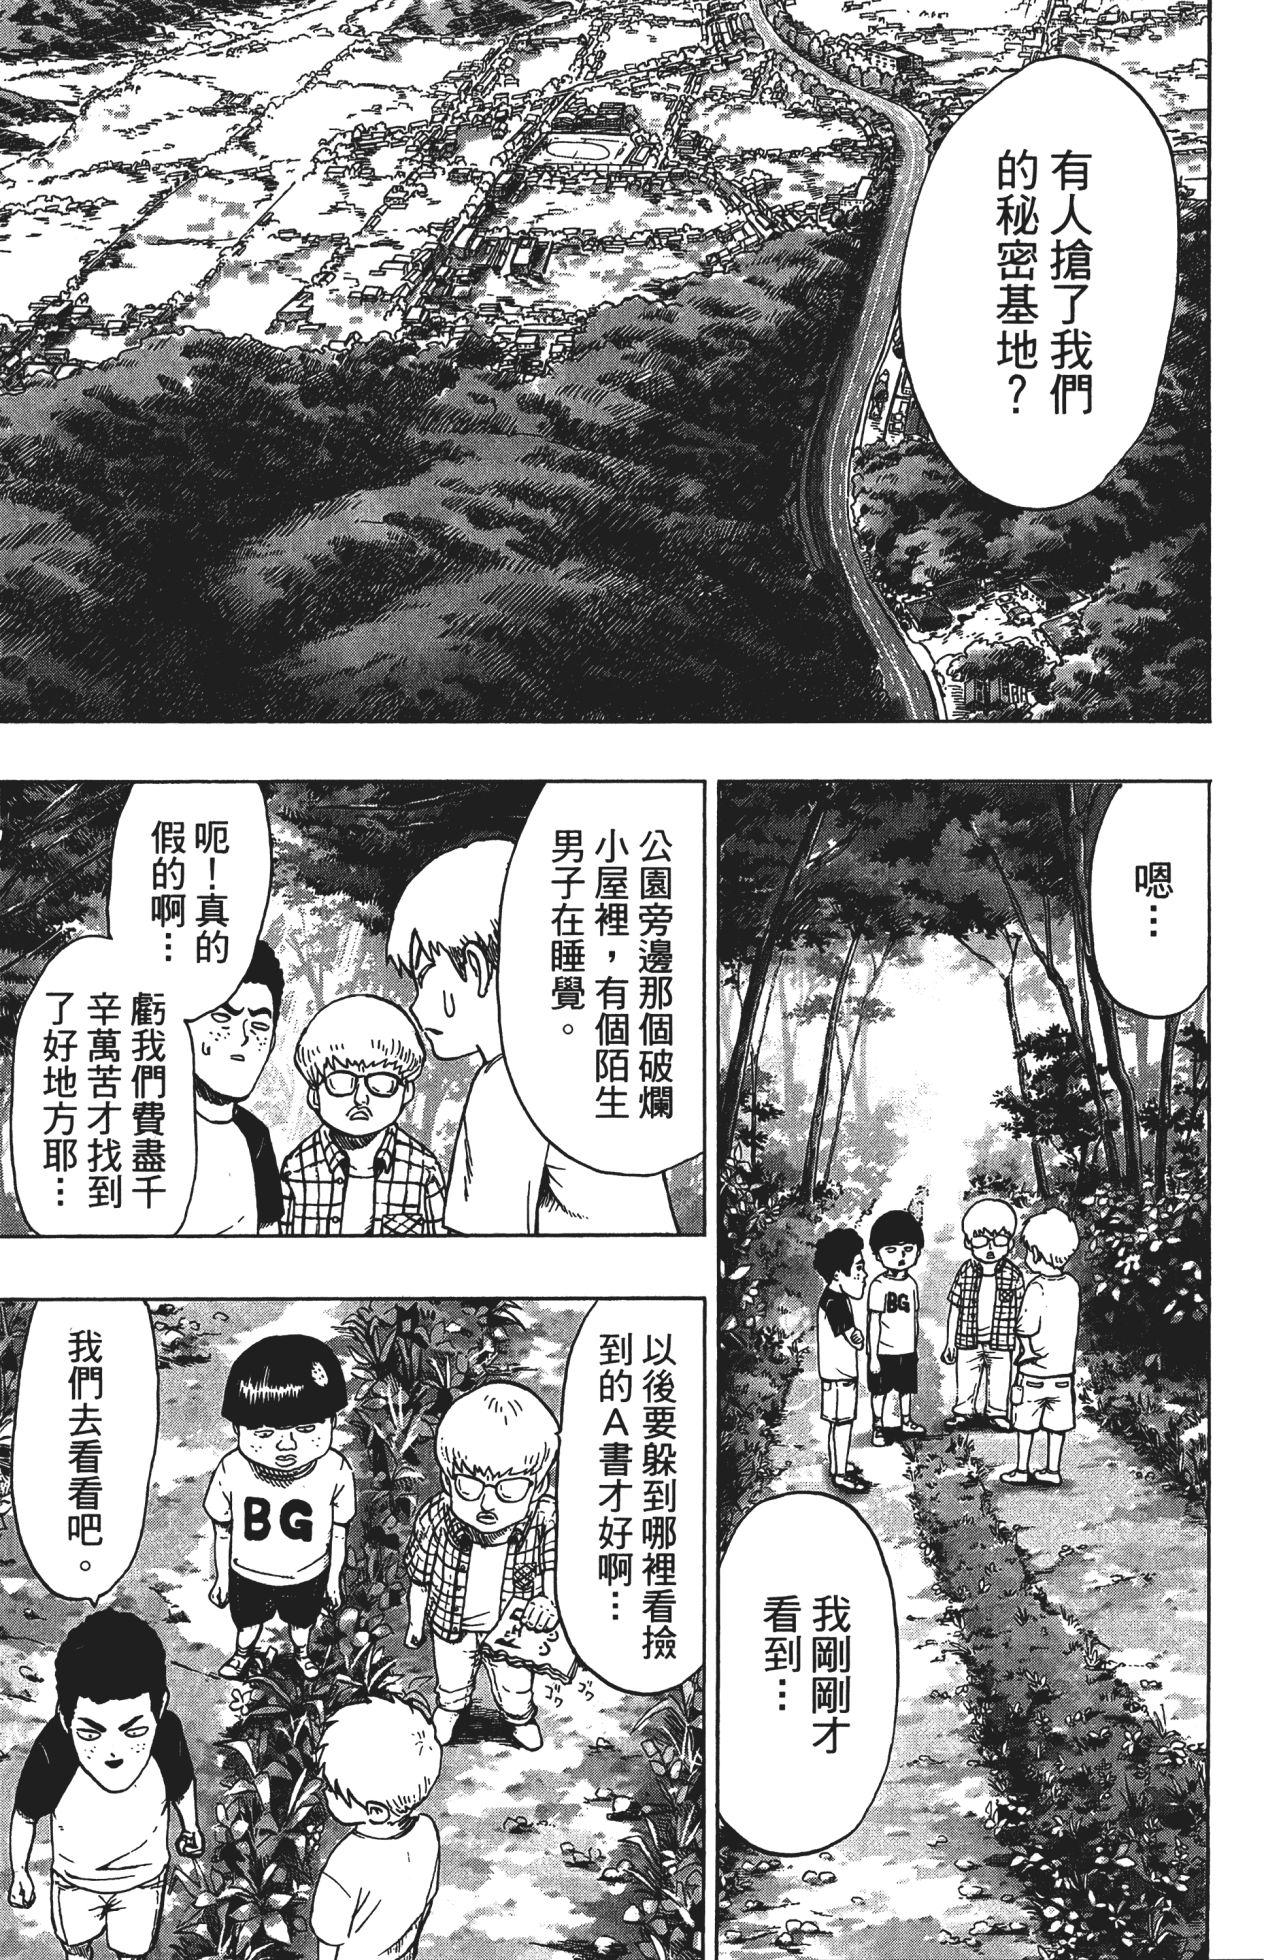 有人搶了我們
的秘密基地？
嗯…
我剛剛才
看到…
公園旁邊那個破爛
小屋裡，有個陌生
男子在睡覺。
呃！真的
假的啊…
虧我們費盡千
辛萬苦才找到
了好地方耶…
以後要躲到哪裡看撿
到的A書才好啊…
BG
BG
ゴワ
ゴワ
我們去看看吧。